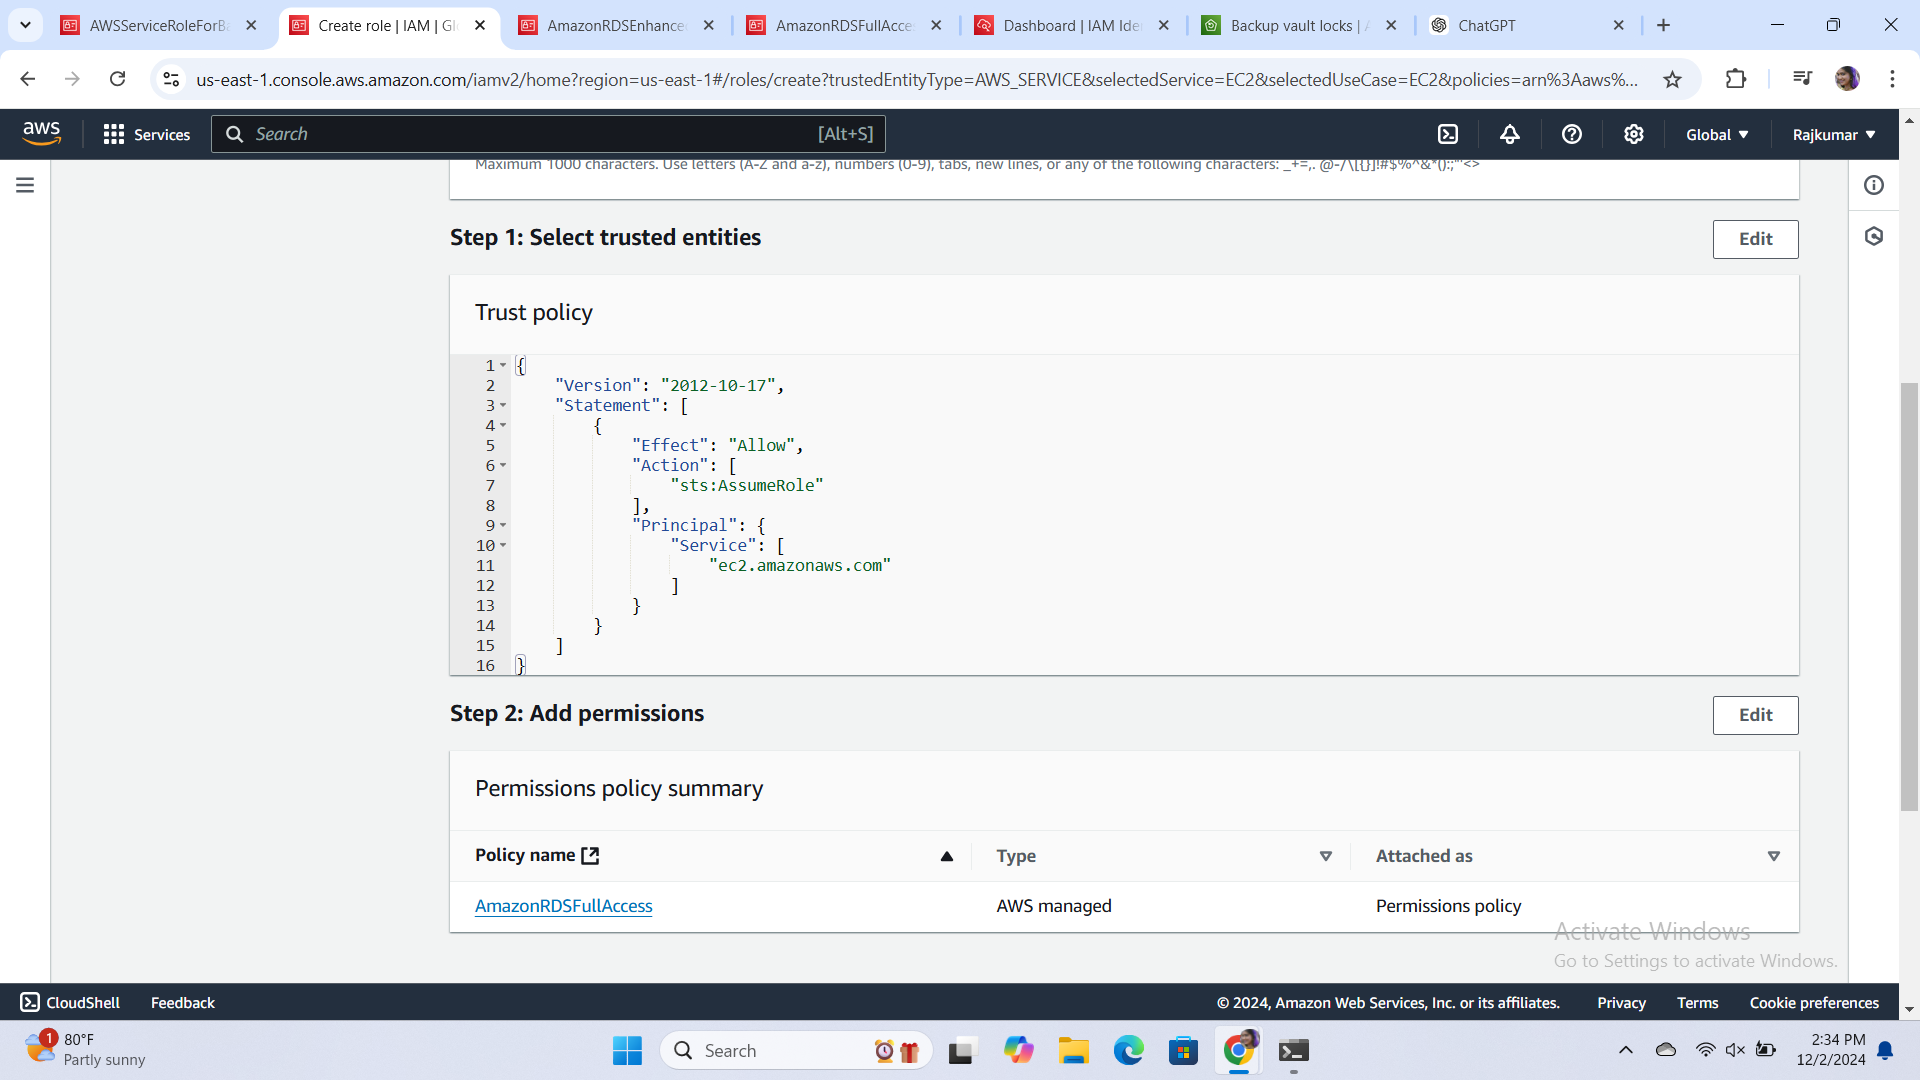 AWSServiceRoleForBa
Create role | IAM | Gl
AmazonRDSEnhance
AmazonRDSFullAcce
Dashboard | IAM Ide
Backup vault locks | A
ChatGPT
us-east-1.console.aws.amazon.com/iamv2/home?region=us-east-1#/roles/create?trustedEntityType=AWS_SERVICE&selectedService=EC2&selectedUseCase=EC2&policies=arn%3Aaws%...
aws
Services
Search
[Alt+S]
Global
Rajkumar
Maximum 1000 characters. Use letters (A-Z and a-z), numbers (0-9), tabs, new lines, or any of the following characters: _+=,. @-/\[{}]!#$%^&*();:"'<>
Step 1: Select trusted entities
Edit
Trust policy
1 {
2 "Version": "2012-10-17",
3 "Statement": [
4 {
5 "Effect": "Allow",
6 "Action": [
7 "sts:AssumeRole"
8 ],
9 "Principal": {
10 "Service": [
11 "ec2.amazonaws.com"
12 ]
13 }
14 }
15 ]
16 }
Step 2: Add permissions
Edit
Permissions policy summary
Policy name
Type
Attached as
AmazonRDSFullAccess
AWS managed
Permissions policy
Activate Windows
Go to Settings to activate Windows.
CloudShell
Feedback
© 2024, Amazon Web Services, Inc. or its affiliates.
Privacy
Terms
Cookie preferences
1
80°F
Partly sunny
Search
2:34 PM
12/2/2024